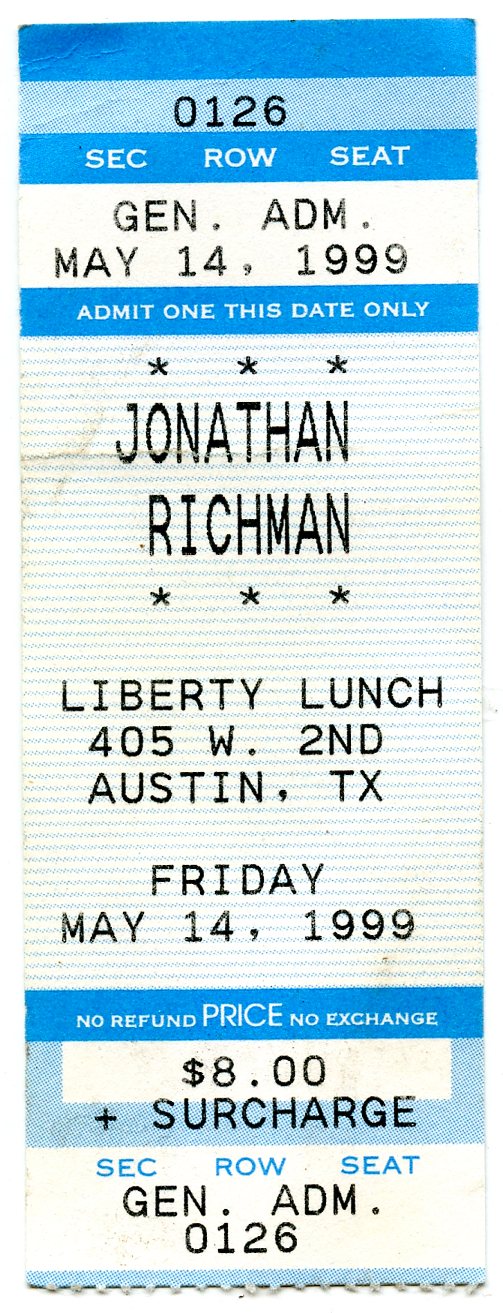 0126
SEC ROW SEAT
GEN. ADM.
MAY 14, 1999
ADMIT ONE THIS DATE ONLY
* * *
JONATHAN
RICHMAN
* * *
LIBERTY LUNCH
405 W. 2ND
AUSTIN, TX
FRIDAY
MAY 14, 1999
NO REFUND PRICE NO EXCHANGE
$8.00
+ SURCHARGE
SEC ROW SEAT
GEN. ADM.
0126